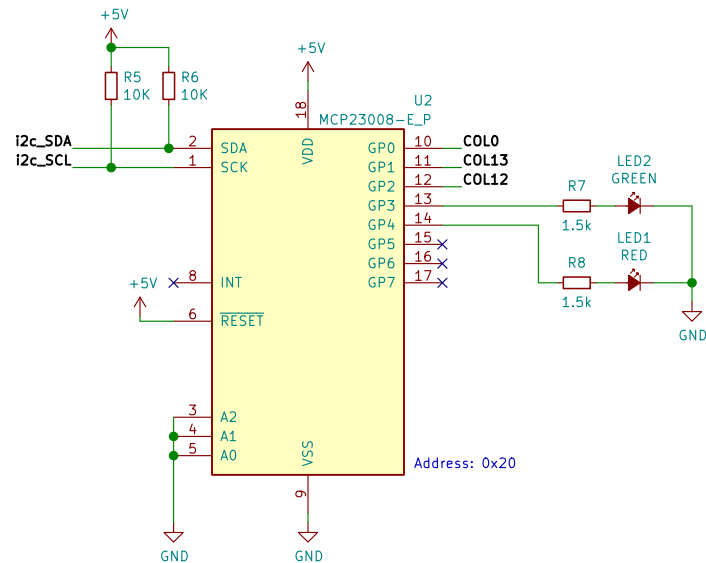 +5V
R5
10K
R6
10K
i2c_SDA
i2c_SCL
+5V
U2
MCP23008-E_P
18
VDD
2
SDA
1
SCK
GP0
10
COL0
GP1
11
COL13
GP2
12
COL12
GP3
13
GP4
14
GP5
15
GP6
16
GP7
17
LED2
GREEN
R7
1.5k
LED1
RED
R8
1.5k
GND
+5V
8
INT
6
RESET
3
A2
4
A1
5
A0
VSS
9
Address: 0x20
GND
GND